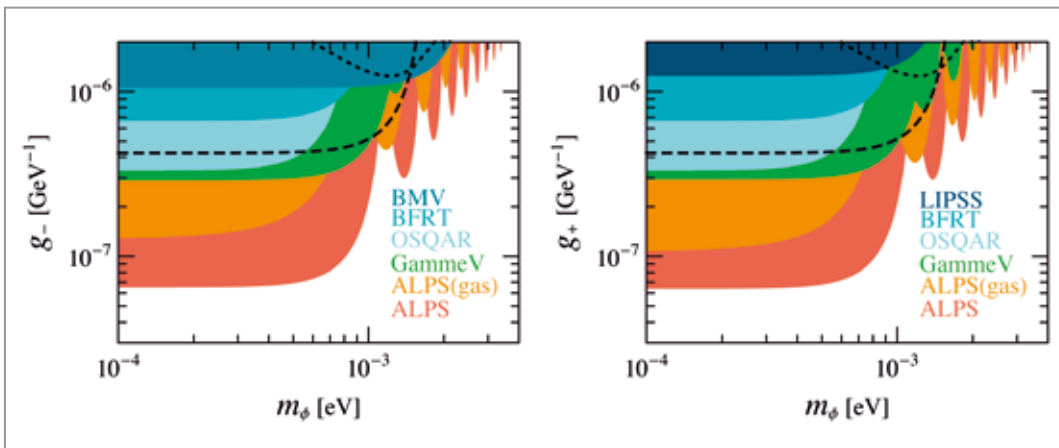 g₋ [GeV⁻¹]
10⁻⁶
10⁻⁷
BMV
BFRT
OSQAR
GammeV
ALPS(gas)
ALPS
10⁻⁴
10⁻³
m_ϕ [eV]
g₊ [GeV⁻¹]
10⁻⁶
10⁻⁷
LIPSS
BFRT
OSQAR
GammeV
ALPS(gas)
ALPS
10⁻⁴
10⁻³
m_ϕ [eV]